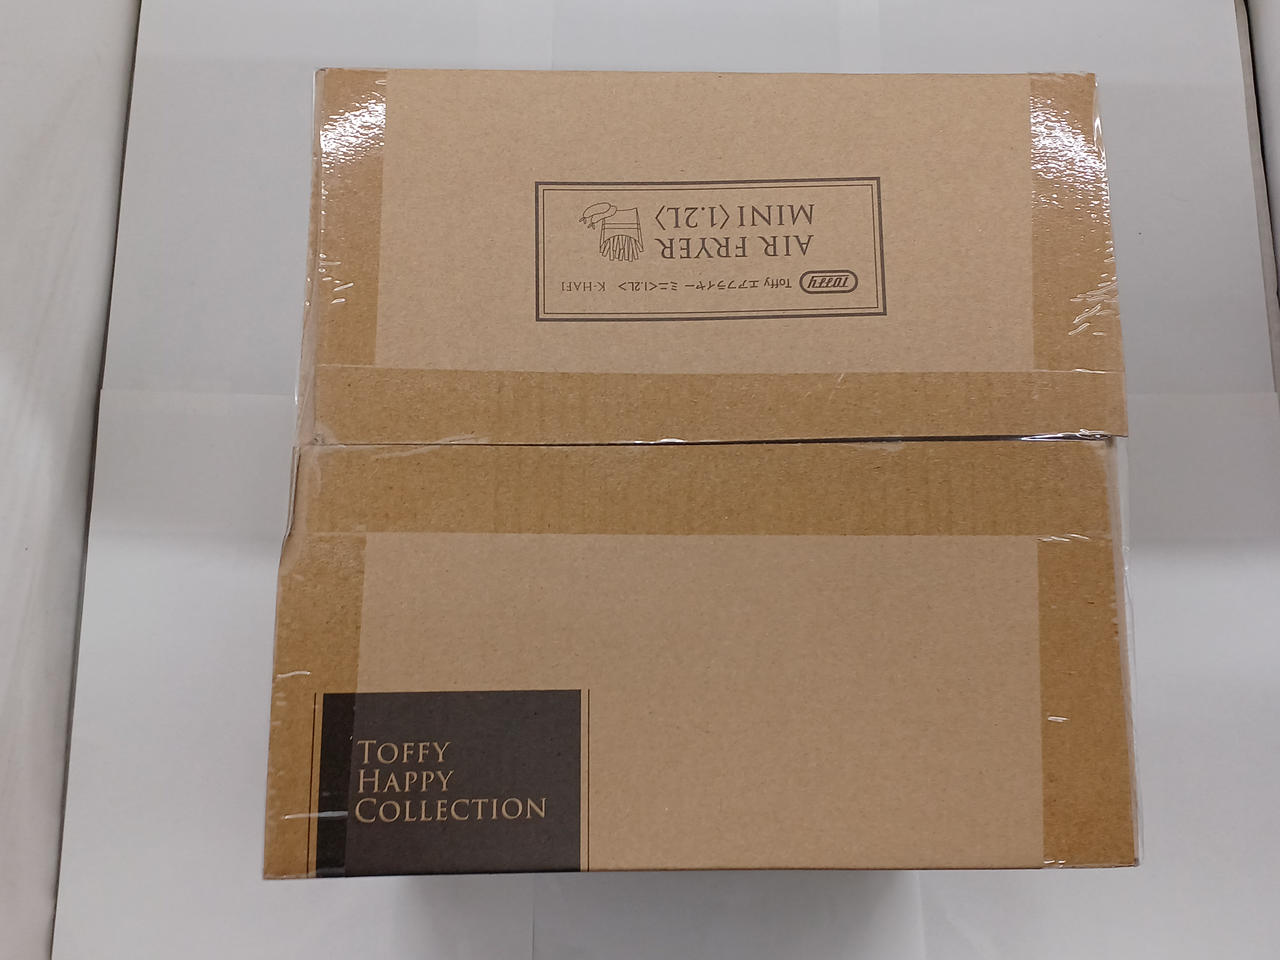 Toffy
Toffy エアフライヤー ミニ<1.2L> K-HAF1
AIR FRYER
MINI〈1.2L〉
TOFFY
HAPPY
COLLECTION